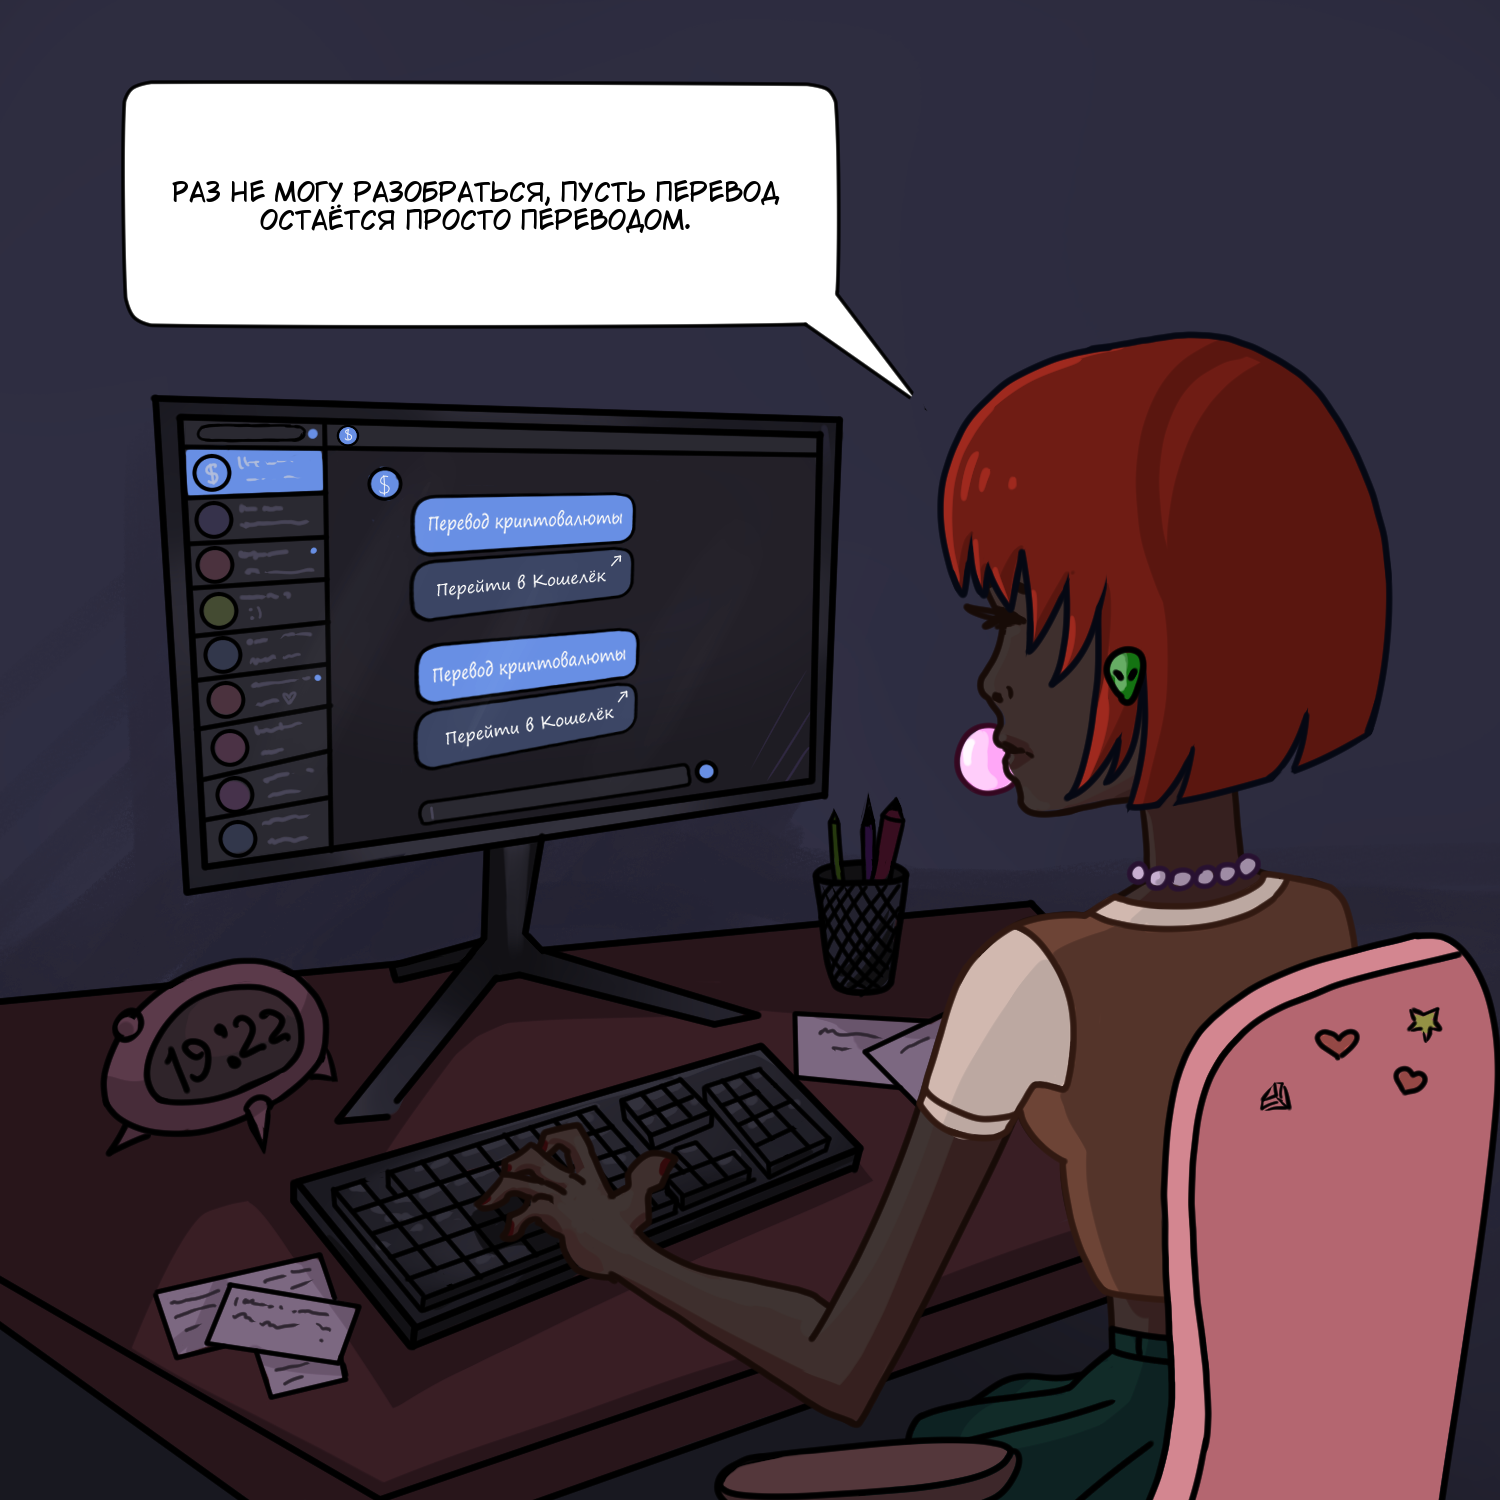 РАЗ НЕ МОГУ РАЗОБРАТЬСЯ, ПУСТЬ ПЕРЕВОД
ОСТАЁТСЯ ПРОСТО ПЕРЕВОДОМ.
$
$
$
Перевод криптовалюты
Перейти в Кошелёк
:)
Перевод криптовалюты
Перейти в Кошелёк
19:22